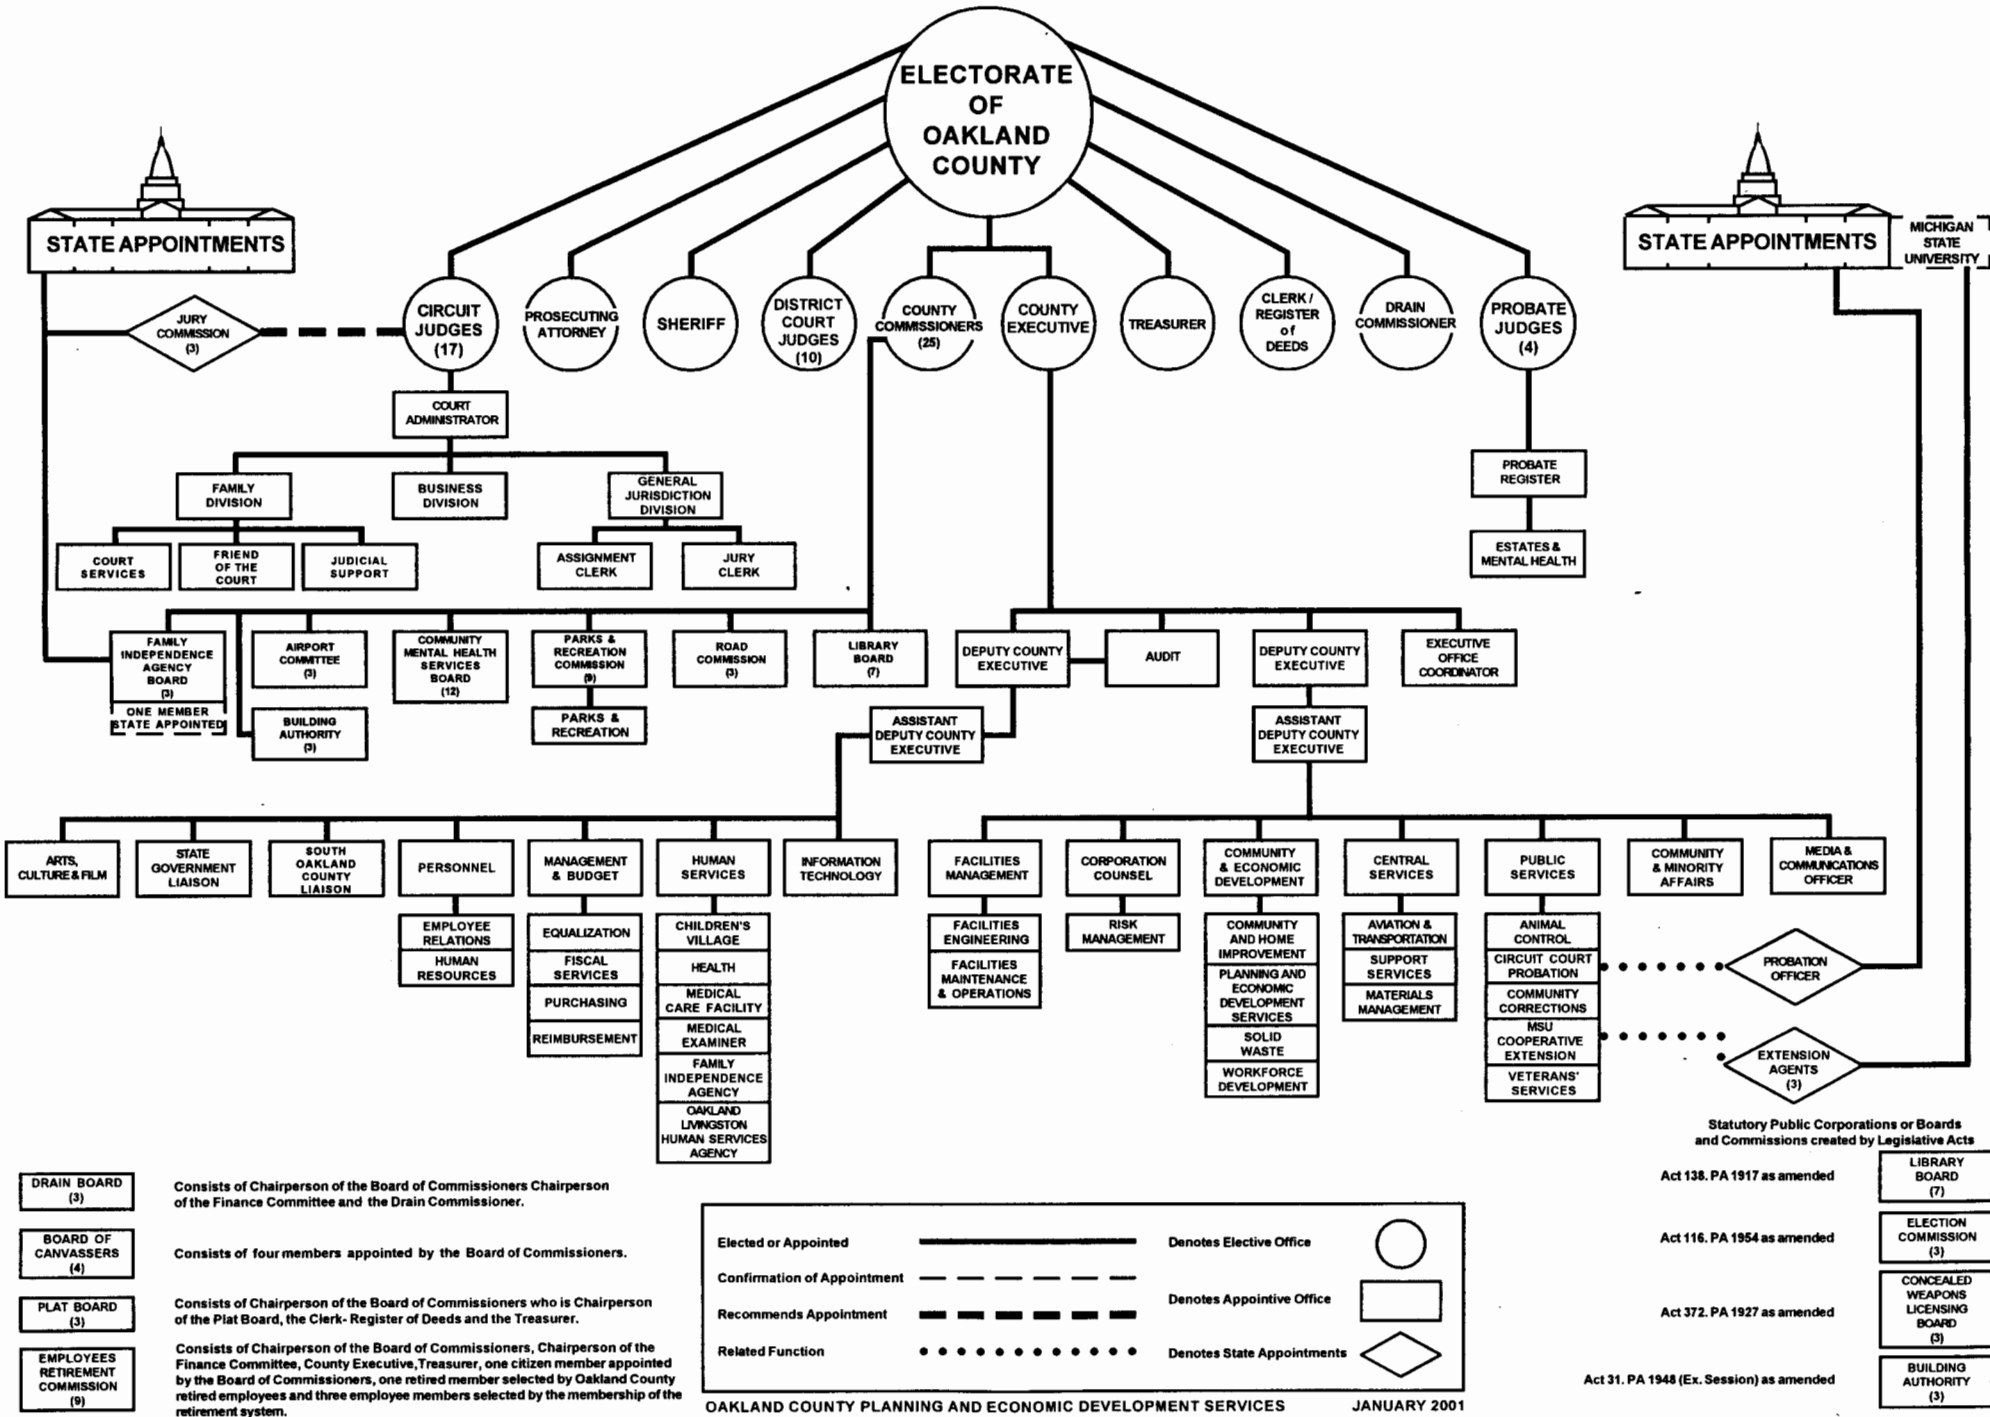 ELECTORATE
OF
OAKLAND
COUNTY
STATE APPOINTMENTS
STATE APPOINTMENTS
MICHIGAN
STATE
UNIVERSITY
JURY
COMMISSION
(3)
CIRCUIT
JUDGES
(17)
PROSECUTING
ATTORNEY
SHERIFF
DISTRICT
COURT
JUDGES
(10)
COUNTY
COMMISSIONERS
(25)
COUNTY
EXECUTIVE
TREASURER
CLERK /
REGISTER
of
DEEDS
DRAIN
COMMISSIONER
PROBATE
JUDGES
(4)
COURT
ADMINISTRATOR
FAMILY
DIVISION
BUSINESS
DIVISION
GENERAL
JURISDICTION
DIVISION
PROBATE
REGISTER
COURT
SERVICES
FRIEND
OF THE
COURT
JUDICIAL
SUPPORT
ASSIGNMENT
CLERK
JURY
CLERK
ESTATES &
MENTAL HEALTH
FAMILY
INDEPENDENCE
AGENCY
BOARD
(3)
ONE MEMBER
STATE APPOINTED
AIRPORT
COMMITTEE
(3)
BUILDING
AUTHORITY
(3)
COMMUNITY
MENTAL HEALTH
SERVICES
BOARD
(12)
PARKS &
RECREATION
COMMISSION
(9)
PARKS &
RECREATION
ROAD
COMMISSION
(3)
LIBRARY
BOARD
(7)
DEPUTY COUNTY
EXECUTIVE
AUDIT
DEPUTY COUNTY
EXECUTIVE
EXECUTIVE
OFFICE
COORDINATOR
ASSISTANT
DEPUTY COUNTY
EXECUTIVE
ASSISTANT
DEPUTY COUNTY
EXECUTIVE
ARTS,
CULTURE & FILM
STATE
GOVERNMENT
LIAISON
SOUTH
OAKLAND
COUNTY
LIAISON
PERSONNEL
EMPLOYEE
RELATIONS
HUMAN
RESOURCES
MANAGEMENT
& BUDGET
EQUALIZATION
FISCAL
SERVICES
PURCHASING
REIMBURSEMENT
HUMAN
SERVICES
CHILDREN'S
VILLAGE
HEALTH
MEDICAL
CARE FACILITY
MEDICAL
EXAMINER
FAMILY
INDEPENDENCE
AGENCY
OAKLAND
LIVINGSTON
HUMAN SERVICES
AGENCY
INFORMATION
TECHNOLOGY
FACILITIES
MANAGEMENT
FACILITIES
ENGINEERING
FACILITIES
MAINTENANCE
& OPERATIONS
CORPORATION
COUNSEL
RISK
MANAGEMENT
COMMUNITY
& ECONOMIC
DEVELOPMENT
COMMUNITY
AND HOME
IMPROVEMENT
PLANNING AND
ECONOMIC
DEVELOPMENT
SERVICES
SOLID
WASTE
WORKFORCE
DEVELOPMENT
CENTRAL
SERVICES
AVIATION &
TRANSPORTATION
SUPPORT
SERVICES
MATERIALS
MANAGEMENT
PUBLIC
SERVICES
ANIMAL
CONTROL
CIRCUIT COURT
PROBATION
COMMUNITY
CORRECTIONS
MSU
COOPERATIVE
EXTENSION
VETERANS'
SERVICES
COMMUNITY
& MINORITY
AFFAIRS
MEDIA &
COMMUNICATIONS
OFFICER
PROBATION
OFFICER
EXTENSION
AGENTS
(3)
DRAIN BOARD
(3)
Consists of Chairperson of the Board of Commissioners Chairperson
of the Finance Committee and the Drain Commissioner.
BOARD OF
CANVASSERS
(4)
Consists of four members appointed by the Board of Commissioners.
PLAT BOARD
(3)
Consists of Chairperson of the Board of Commissioners who is Chairperson
of the Plat Board, the Clerk- Register of Deeds and the Treasurer.
EMPLOYEES
RETIREMENT
COMMISSION
(9)
Consists of Chairperson of the Board of Commissioners, Chairperson of the
Finance Committee, County Executive, Treasurer, one citizen member appointed
by the Board of Commissioners, one retired member selected by Oakland County
retired employees and three employee members selected by the membership of the
retirement system.
Elected or Appointed
Confirmation of Appointment
Recommends Appointment
Related Function
Denotes Elective Office
Denotes Appointive Office
Denotes State Appointments
OAKLAND COUNTY PLANNING AND ECONOMIC DEVELOPMENT SERVICES JANUARY 2001
Statutory Public Corporations or Boards
and Commissions created by Legislative Acts
Act 138. PA 1917 as amended
LIBRARY
BOARD
(7)
Act 116. PA 1954 as amended
ELECTION
COMMISSION
(3)
Act 372. PA 1927 as amended
CONCEALED
WEAPONS
LICENSING
BOARD
(3)
Act 31. PA 1948 (Ex. Session) as amended
BUILDING
AUTHORITY
(3)